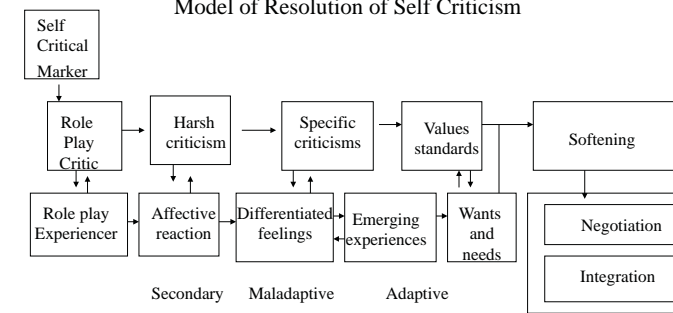 Model of Resolution of Self Criticism
Self
Critical
Marker
Role
Play
Critic
Harsh
criticism
Specific
criticisms
Values
standards
Softening
Role play
Experiencer
Affective
reaction
Differentiated
feelings
Emerging
experiences
Wants
and
needs
Negotiation
Integration
Secondary
Maladaptive
Adaptive